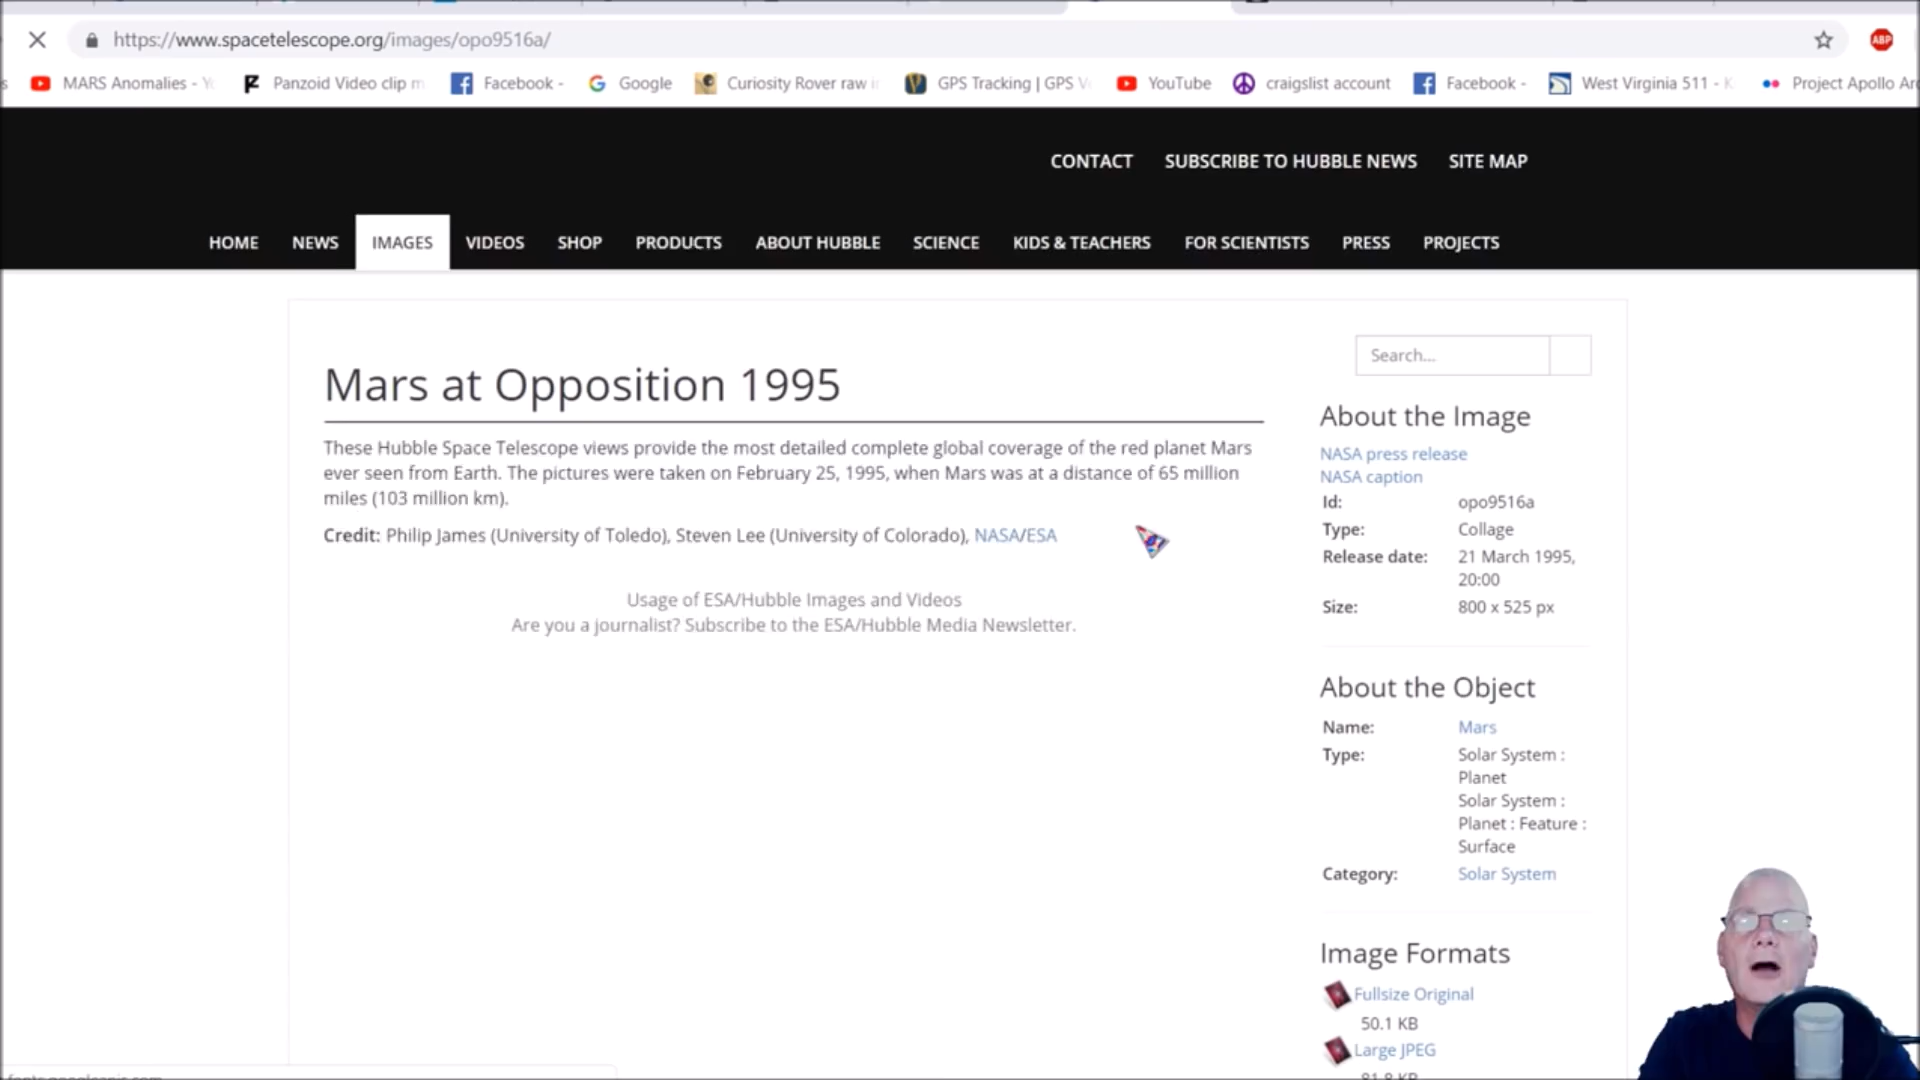 https://www.spacetelescope.org/images/opo9516a/
ABP
MARS Anomalies - Panzoid Video clip Facebook - Google Curiosity Rover raw GPS Tracking | GPS YouTube craigslist account Facebook - West Virginia 511 - Project Apollo
CONTACT SUBSCRIBE TO HUBBLE NEWS SITE MAP
HOME NEWS IMAGES VIDEOS SHOP PRODUCTS ABOUT HUBBLE SCIENCE KIDS & TEACHERS FOR SCIENTISTS PRESS PROJECTS
Mars at Opposition 1995
These Hubble Space Telescope views provide the most detailed complete global coverage of the red planet Mars
ever seen from Earth. The pictures were taken on February 25, 1995, when Mars was at a distance of 65 million
miles (103 million km).
Credit: Philip James (University of Toledo), Steven Lee (University of Colorado), NASA/ESA
Usage of ESA/Hubble Images and Videos
Are you a journalist? Subscribe to the ESA/Hubble Media Newsletter.
Search...
About the Image
NASA press release
NASA caption
Id: opo9516a
Type: Collage
Release date: 21 March 1995,
20:00
Size: 800 x 525 px
About the Object
Name: Mars
Type: Solar System :
Planet
Solar System :
Planet : Feature :
Surface
Category: Solar System
Image Formats
Fullsize Original
50.1 KB
Large JPEG